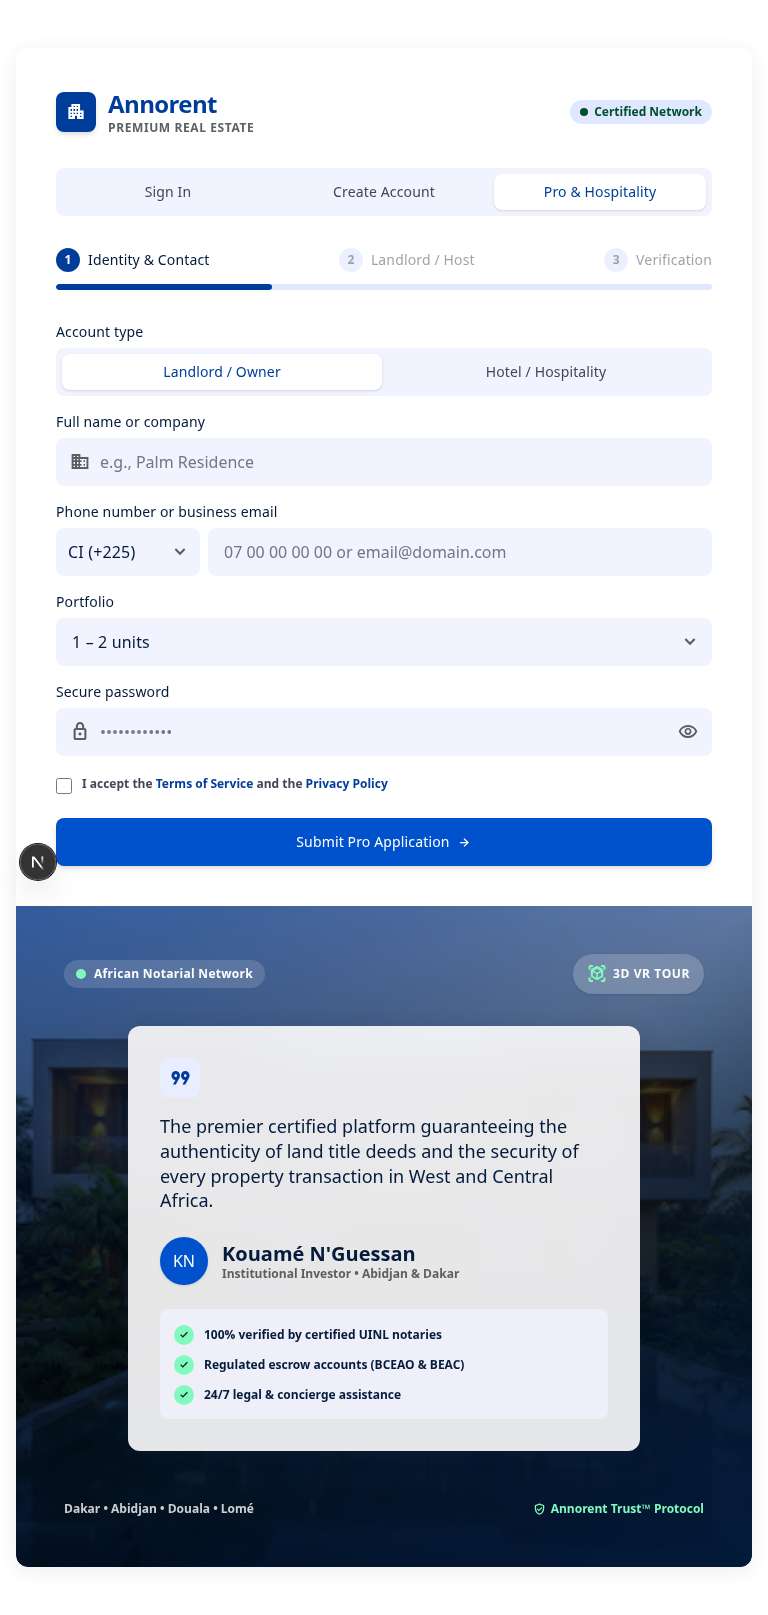 Annorent
PREMIUM REAL ESTATE
Certified Network
Sign In
Create Account
Pro & Hospitality
1 Identity & Contact
2 Landlord / Host
3 Verification
Account type
Landlord / Owner
Hotel / Hospitality
Full name or company
e.g., Palm Residence
Phone number or business email
CI (+225)
07 00 00 00 00 or email@domain.com
Portfolio
1 – 2 units
Secure password
••••••••••••
I accept the Terms of Service and the Privacy Policy
Submit Pro Application →
N
African Notarial Network
3D VR TOUR
The premier certified platform guaranteeing the
authenticity of land title deeds and the security of
every property transaction in West and Central
Africa.
KN
Kouamé N'Guessan
Institutional Investor • Abidjan & Dakar
100% verified by certified UINL notaries
Regulated escrow accounts (BCEAO & BEAC)
24/7 legal & concierge assistance
Dakar • Abidjan • Douala • Lomé
Annorent Trust™ Protocol